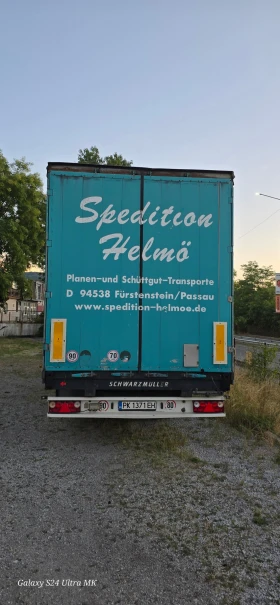 Spedition
Helmö
Planen-und Schüttgut-Transporte
D 94538 Fürstenstein/Passau
www.spedition-helmoe.de
90 70
SCHWARZMÜLLER
PK 1371 EH 80
Galaxy S24 Ultra MK